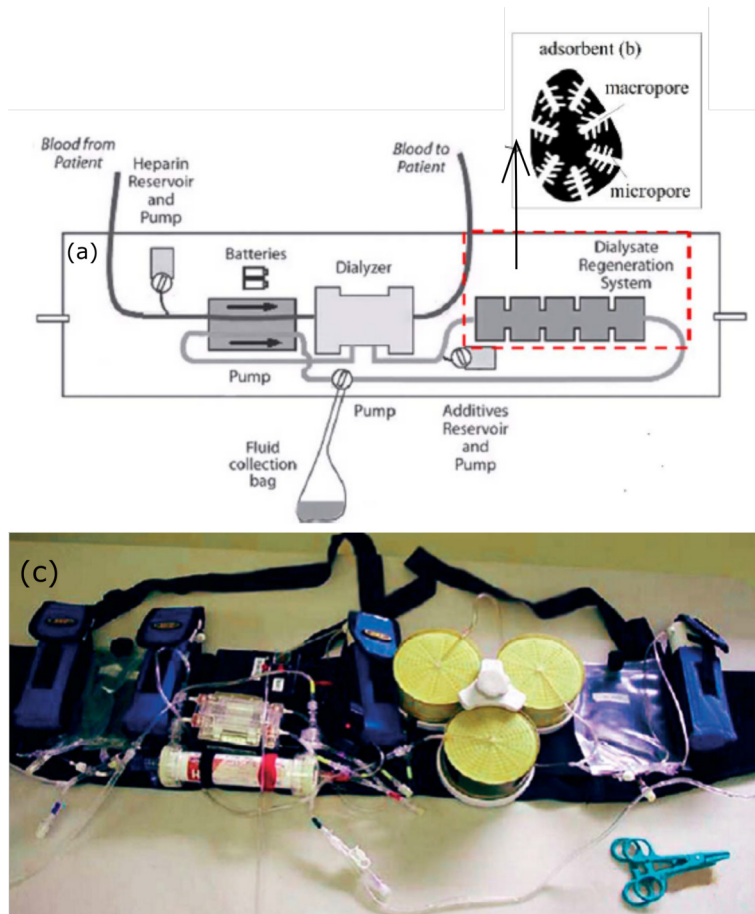 adsorbent (b)
macropore
micropore
Blood from
Patient
Blood to
Patient
Heparin
Reservoir
and
Pump
(a)
Batteries
Dialyzer
Dialysate
Regeneration
System
Pump
Pump
Additives
Reservoir
and
Pump
Fluid
collection
bag
(c)